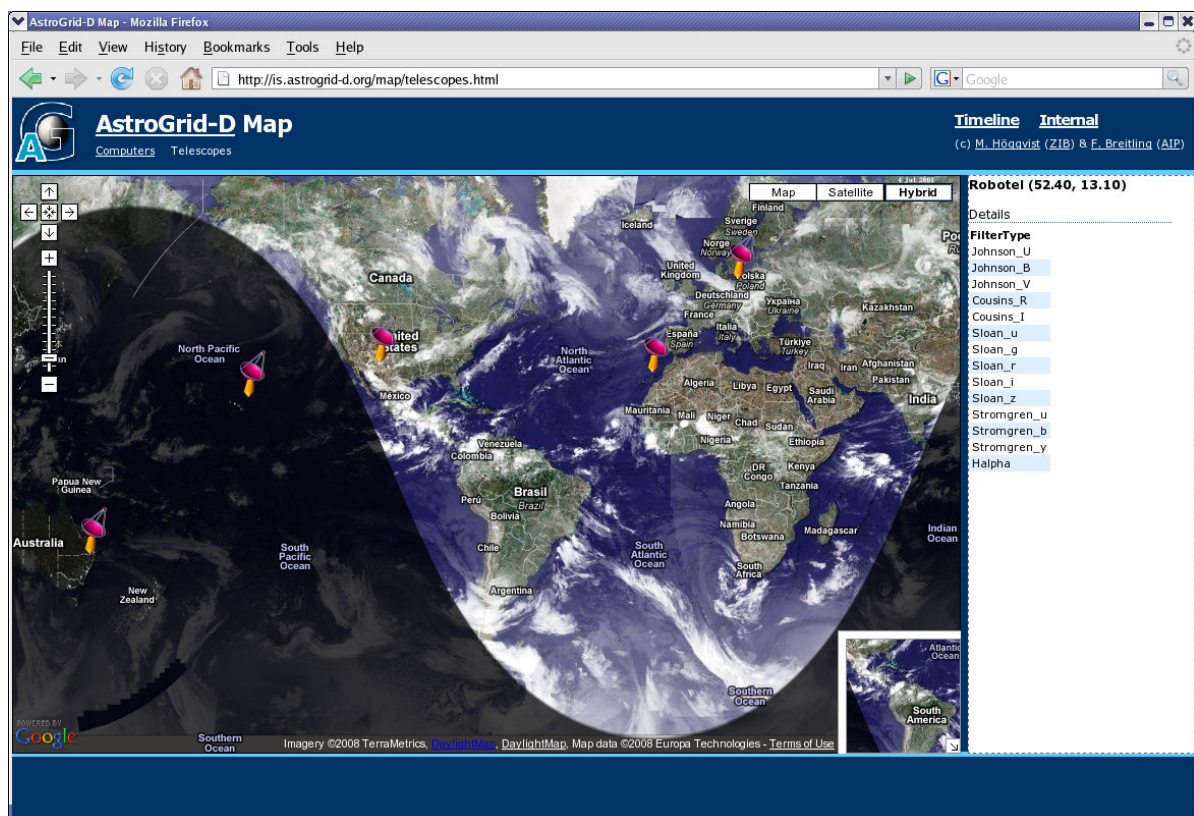 AstroGrid-D Map - Mozilla Firefox
File Edit View History Bookmarks Tools Help
http://is.astrogrid-d.org/map/telescopes.html
G
Google
AG
AstroGrid-D Map
Computers Telescopes
Timeline Internal
(c) M. Högqvist (ZIB) & F. Breitling (AIP)
4 Jul 2008
Map
Satellite
Hybrid
Finland
Iceland
Sverige
Sweden
Norge
Norway
Canada
United
Kingdom
Polska
Poland
Deutschland
Germany
Україна
Ukraine
France
Kazakhstan
United
States
North Pacific
Ocean
North
Atlantic
Ocean
España
Spain
Italia
Italy
Türkiye
Turkey
Iraq
Iran
Afghanistan
Pakistan
México
Algeria
Libya
Egypt
Saudi
Arabia
India
Mauritania
Mali
Niger
Chad
Sudan
Nigeria
Ethiopia
Venezuela
Colombia
DR
Congo
Kenya
Tanzania
Papua New
Guinea
Perú
Brasil
Brazil
Bolivia
Angola
Namibia
Botswana
Madagascar
Australia
South
Pacific
Ocean
Chile
South
Atlantic
Ocean
South
Africa
Indian
Ocean
New
Zealand
Argentina
Southern
Ocean
Atlantic
Ocean
South
America
POWERED BY
Google
Southern
Ocean
Imagery ©2008 TerraMetrics, DaylightMap, DaylightMap, Map data ©2008 Europa Technologies - Terms of Use
Robotel (52.40, 13.10)
Details
FilterType
Johnson_U
Johnson_B
Johnson_V
Cousins_R
Cousins_I
Sloan_u
Sloan_g
Sloan_r
Sloan_i
Sloan_z
Stromgren_u
Stromgren_b
Stromgren_y
Halpha